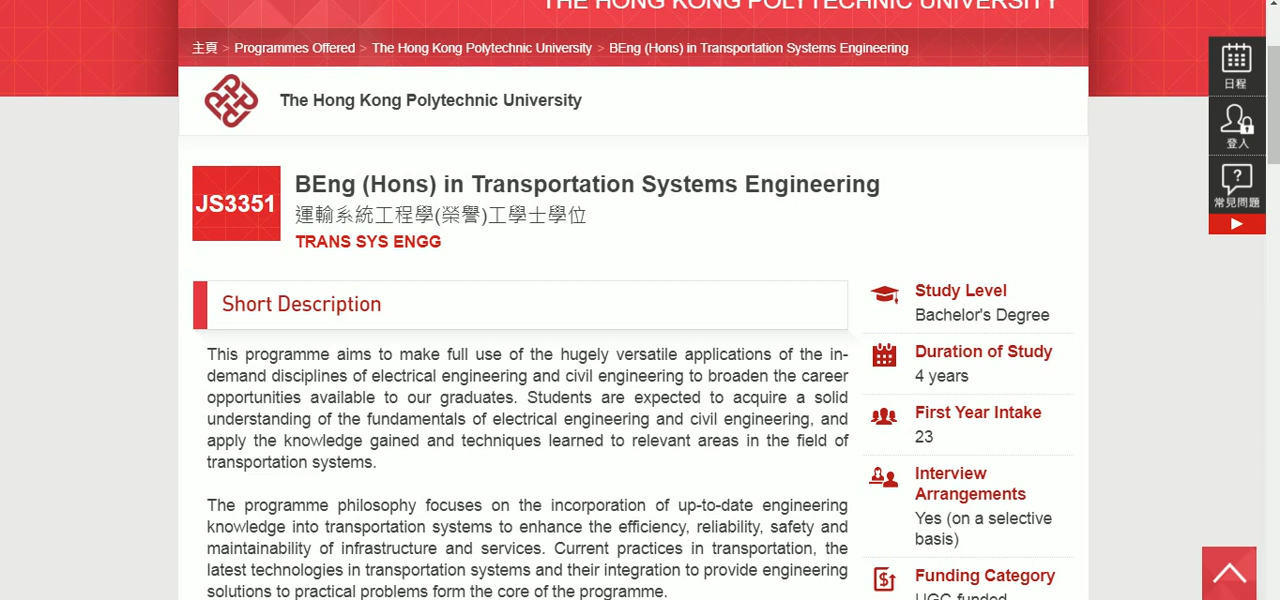 THE HONG KONG POLYTECHNIC UNIVERSITY
主頁 > Programmes Offered > The Hong Kong Polytechnic University > BEng (Hons) in Transportation Systems Engineering
The Hong Kong Polytechnic University
JS3351
BEng (Hons) in Transportation Systems Engineering
運輸系統工程學(榮譽)工學士學位
TRANS SYS ENGG
Short Description
This programme aims to make full use of the hugely versatile applications of the in-
demand disciplines of electrical engineering and civil engineering to broaden the career
opportunities available to our graduates. Students are expected to acquire a solid
understanding of the fundamentals of electrical engineering and civil engineering, and
apply the knowledge gained and techniques learned to relevant areas in the field of
transportation systems.
The programme philosophy focuses on the incorporation of up-to-date engineering
knowledge into transportation systems to enhance the efficiency, reliability, safety and
maintainability of infrastructure and services. Current practices in transportation, the
latest technologies in transportation systems and their integration to provide engineering
solutions to practical problems form the core of the programme.
Study Level
Bachelor's Degree
Duration of Study
4 years
First Year Intake
23
Interview
Arrangements
Yes (on a selective
basis)
Funding Category
UGC-funded
日程
登入
常見問題